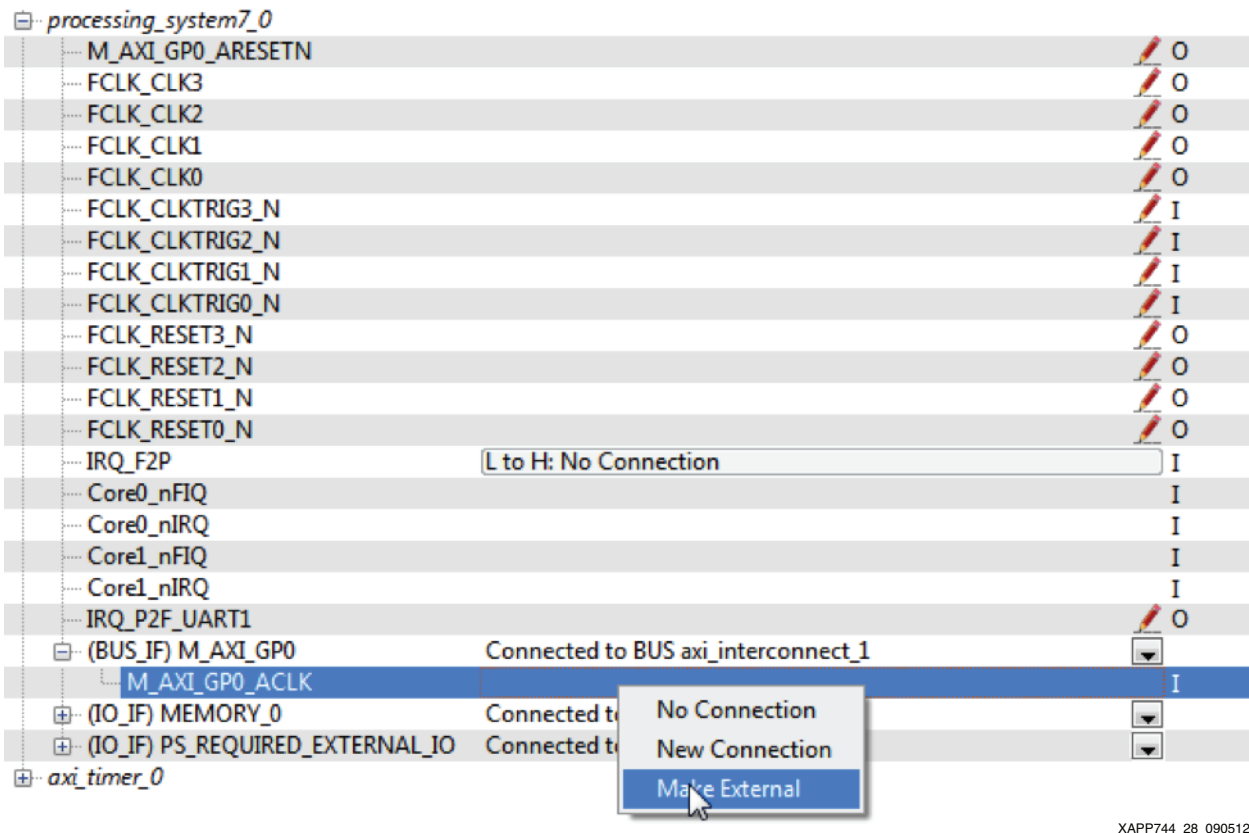 processing_system7_0
M_AXI_GP0_ARESETN O
FCLK_CLK3 O
FCLK_CLK2 O
FCLK_CLK1 O
FCLK_CLK0 O
FCLK_CLKTRIG3_N I
FCLK_CLKTRIG2_N I
FCLK_CLKTRIG1_N I
FCLK_CLKTRIG0_N I
FCLK_RESET3_N O
FCLK_RESET2_N O
FCLK_RESET1_N O
FCLK_RESET0_N O
IRQ_F2P L to H: No Connection I
Core0_nFIQ I
Core0_nIRQ I
Core1_nFIQ I
Core1_nIRQ I
IRQ_P2F_UART1 O
(BUS_IF) M_AXI_GP0 Connected to BUS axi_interconnect_1
M_AXI_GP0_ACLK I
(IO_IF) MEMORY_0 Connected
(IO_IF) PS_REQUIRED_EXTERNAL_IO Connected
axi_timer_0
No Connection
New Connection
Make External
XAPP744_28_090512